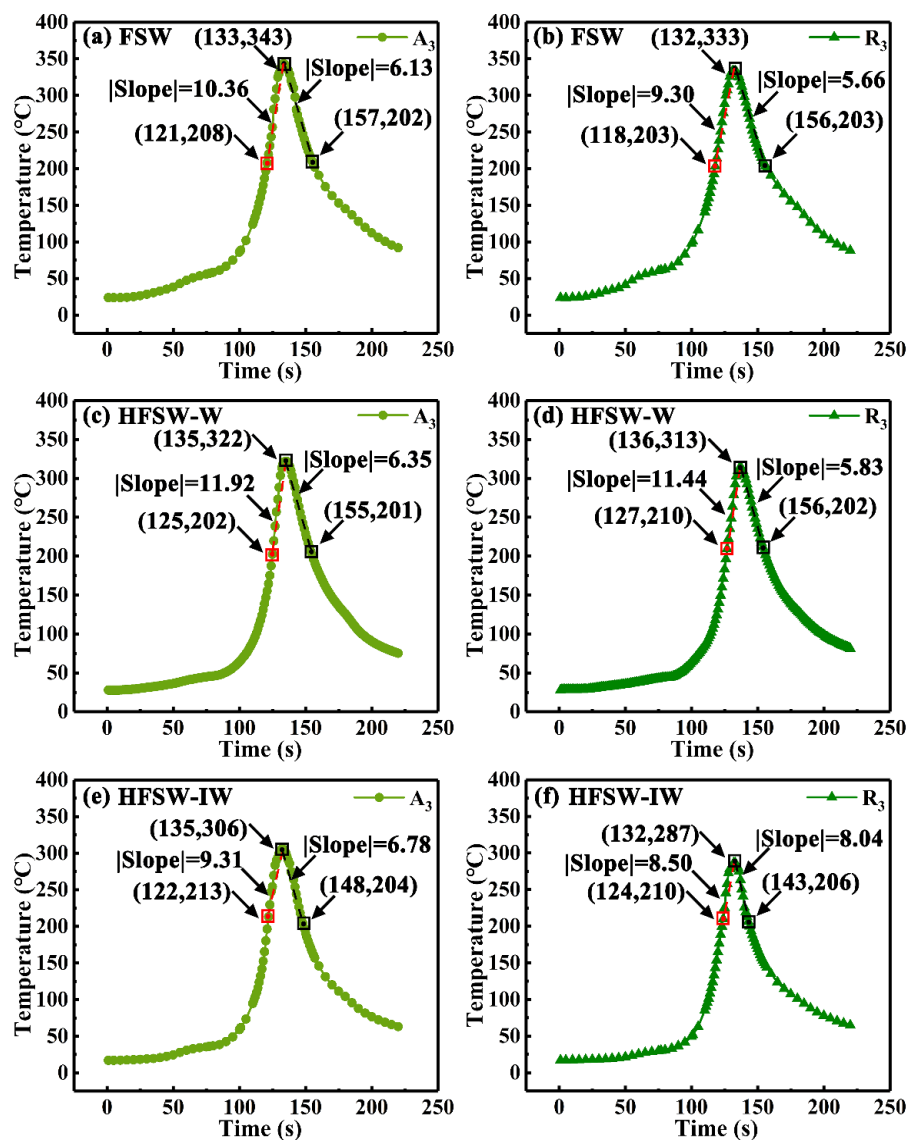 (a) FSW
A₃
(133,343)
|Slope|=6.13
|Slope|=10.36
(157,202)
(121,208)
Temperature (°C)
400
350
300
250
200
150
100
50
0
0 50 100 150 200 250
Time (s)
(b) FSW
R₃
(132,333)
|Slope|=5.66
|Slope|=9.30
(156,203)
(118,203)
Temperature (°C)
400
350
300
250
200
150
100
50
0
0 50 100 150 200 250
Time (s)
(c) HFSW-W
A₃
(135,322)
|Slope|=6.35
|Slope|=11.92
(125,202)
(155,201)
Temperature (°C)
400
350
300
250
200
150
100
50
0
0 50 100 150 200 250
Time (s)
(d) HFSW-W
R₃
(136,313)
|Slope|=5.83
|Slope|=11.44
(127,210)
(156,202)
Temperature (°C)
400
350
300
250
200
150
100
50
0
0 50 100 150 200 250
Time (s)
(e) HFSW-IW
A₃
(135,306)
|Slope|=6.78
|Slope|=9.31
(122,213)
(148,204)
Temperature (°C)
400
350
300
250
200
150
100
50
0
0 50 100 150 200 250
Time (s)
(f) HFSW-IW
R₃
(132,287)
|Slope|=8.04
|Slope|=8.50
(124,210)
(143,206)
Temperature (°C)
400
350
300
250
200
150
100
50
0
0 50 100 150 200 250
Time (s)